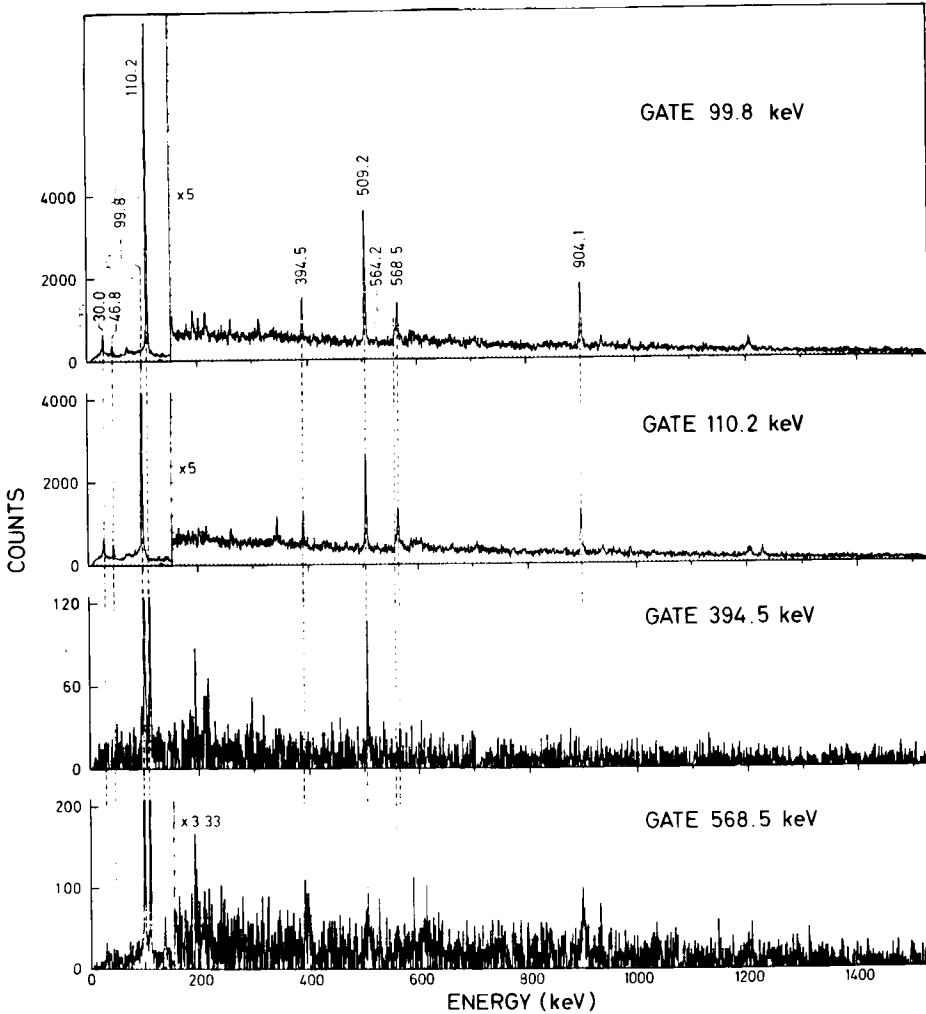 GATE 99.8 keV
110.2
x5
4000
2000
0
30.0
46.8
99.8
394.5
509.2
564.2
568.5
904.1
GATE 110.2 keV
x5
4000
2000
0
COUNTS
GATE 394.5 keV
120
60
0
GATE 568.5 keV
x 3 33
200
100
0
0 200 400 600 800 1000 1200 1400
ENERGY (keV)